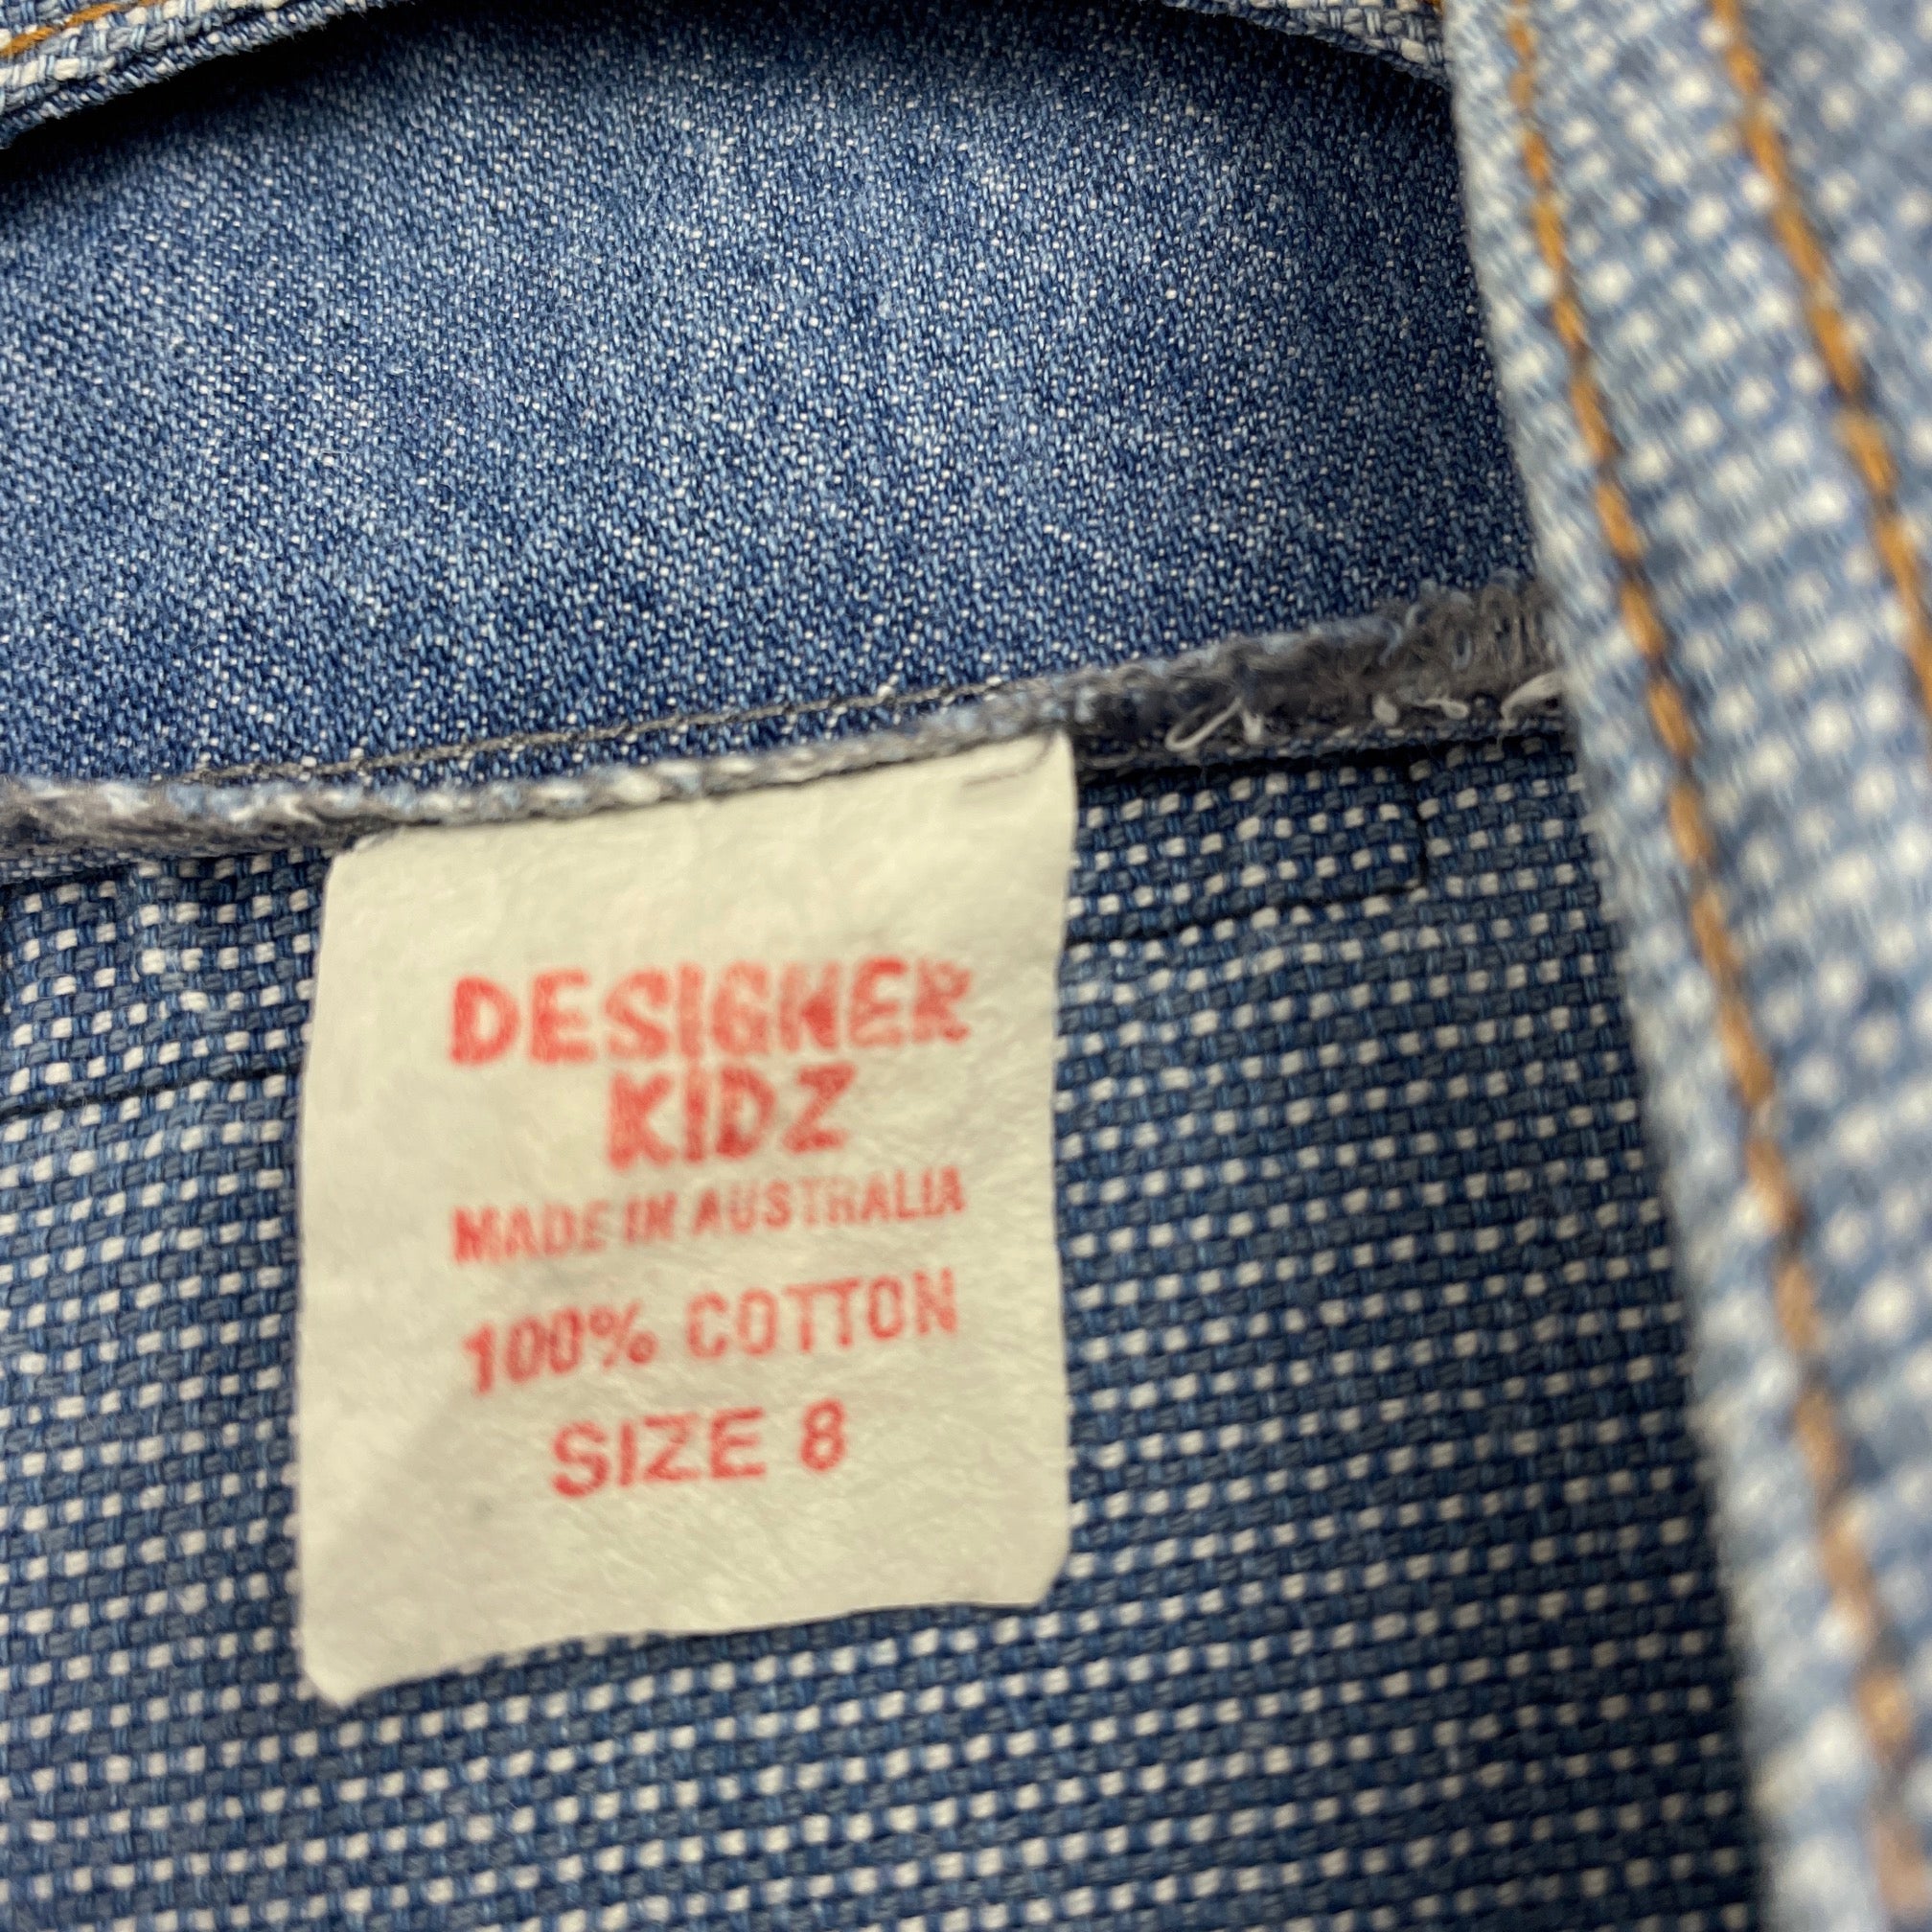 DESIGNER
KIDZ
MADE IN AUSTRALIA
100% COTTON
SIZE 8